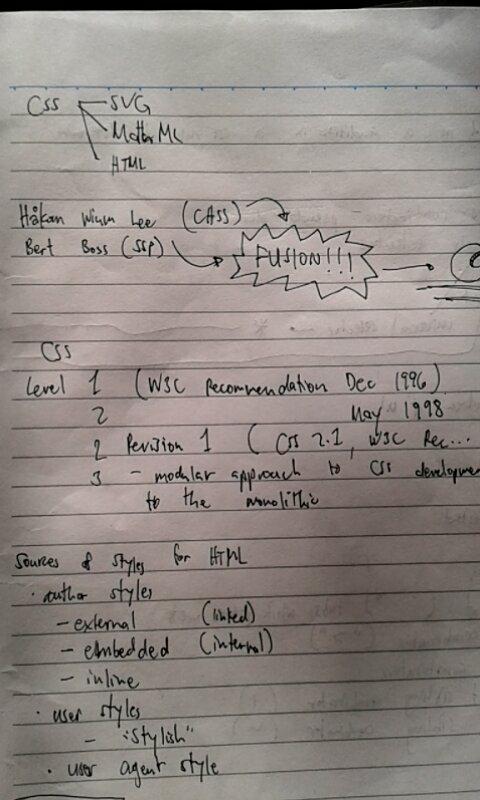 CSS SVG
MathML
HTML
Håkon Wium Lee (CHSS)
Bert Boss (SSP)
FUSION!!!
CSS
Level 1 (W3C Recommendation Dec 1996)
2 May 1998
2 Revision 1 (CSS 2.1, W3C Rec...
3 - modular approach to CSS developme
to the monolithic
Sources of styles for HTML
· author styles
- external (linked)
- embedded (internal)
- inline
· user styles
- "Stylish"
· user agent style